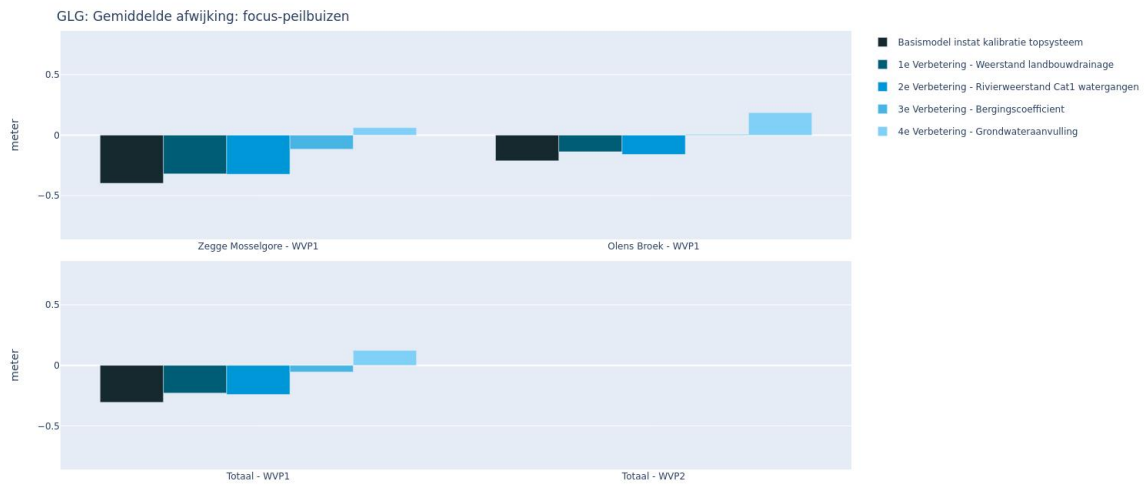 GLG: Gemiddelde afwijking: focus-peilbuizen
meter
0.5
0
−0.5
Zegge Mosselgore - WVP1
Olens Broek - WVP1
Basismodel instat kalibratie topsysteem
1e Verbetering - Weerstand landbouwdrainage
2e Verbetering - Rivierweerstand Cat1 watergangen
3e Verbetering - Bergingscoefficient
4e Verbetering - Grondwateraanvulling
meter
0.5
0
−0.5
Totaal - WVP1
Totaal - WVP2